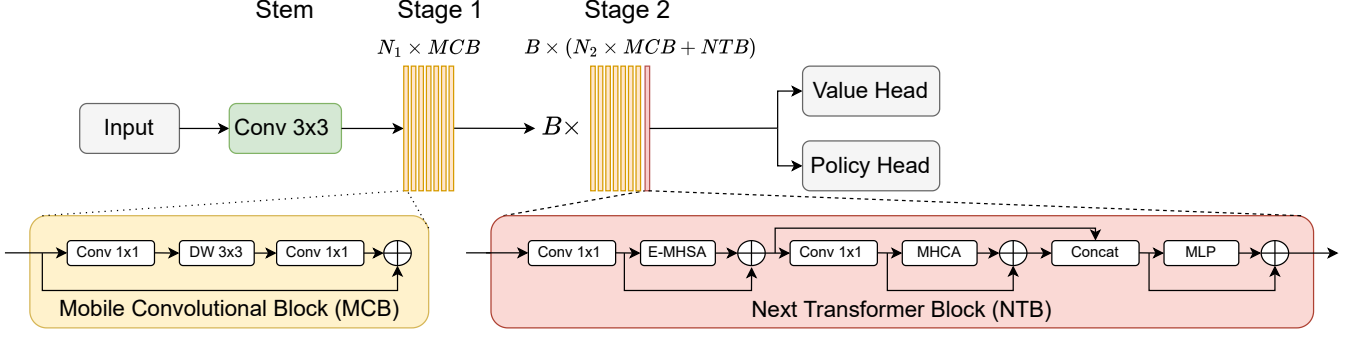 Stem
Stage 1
Stage 2
N₁ × MCB
B × (N₂ × MCB + NTB)
Input
Conv 3x3
B×
Value Head
Policy Head
Conv 1x1
DW 3x3
Conv 1x1
Mobile Convolutional Block (MCB)
Conv 1x1
E-MHSA
Conv 1x1
MHCA
Concat
MLP
Next Transformer Block (NTB)